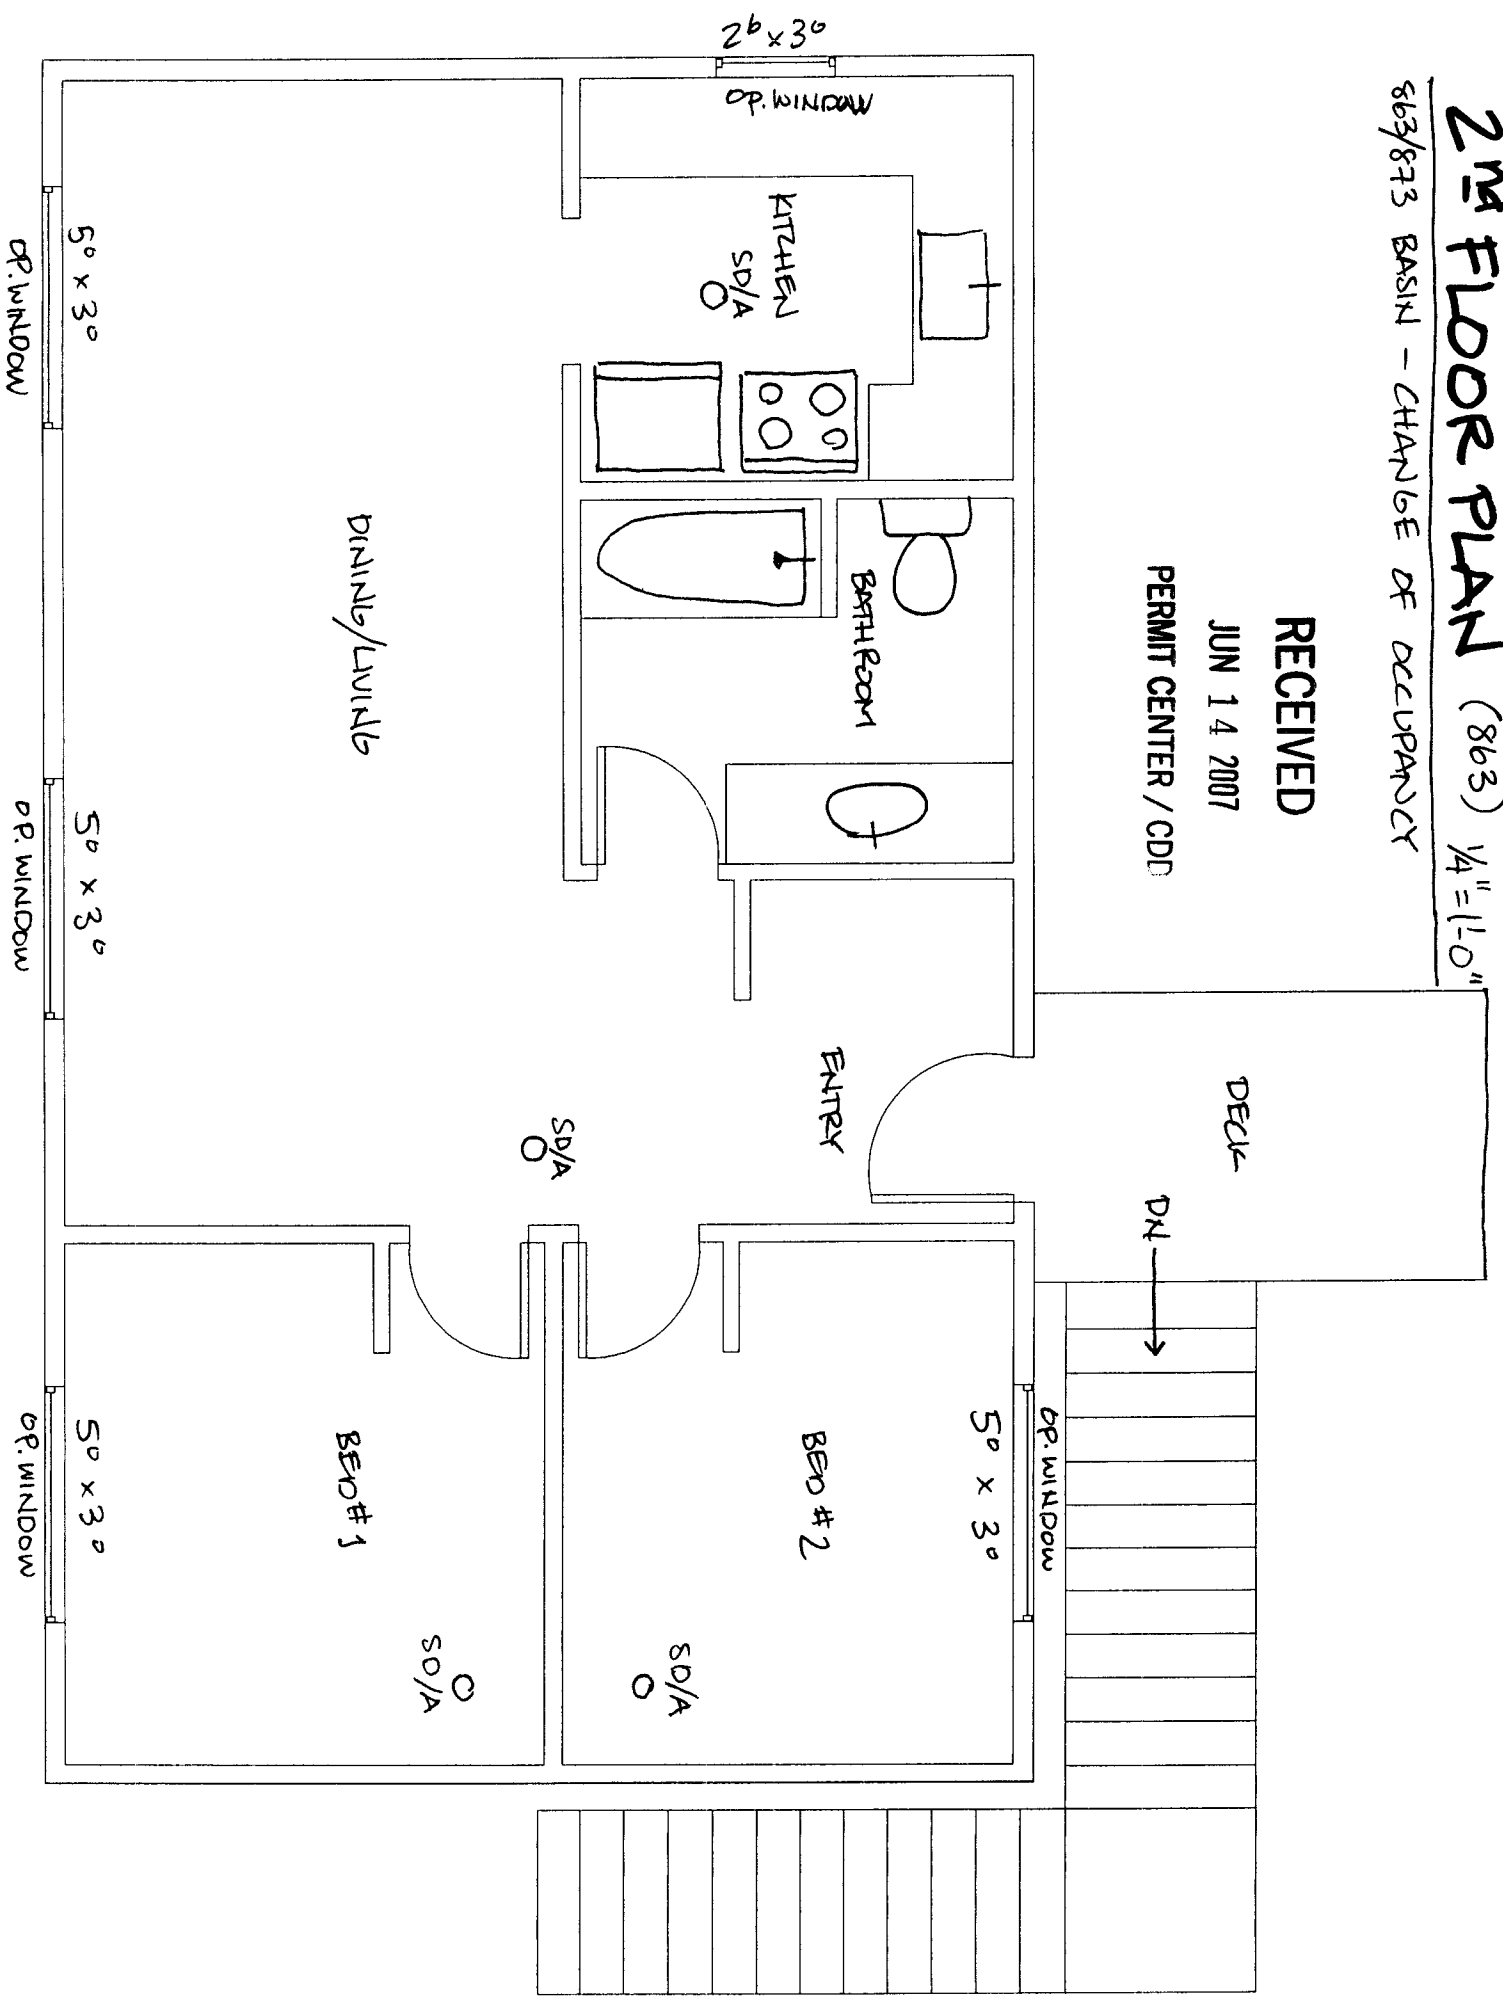 2nd FLOOR PLAN (863) 1/4"=1'-0"
863/873 BASIN - CHANGE OF OCCUPANCY
RECEIVED
JUN 14 2007
PERMIT CENTER / CDD
DECK
DN
2⁶ x 3⁰
OP. WINDOW
KITCHEN
SD/A
BATHROOM
ENTRY
OP. WINDOW
5⁰ x 3⁰
BED #2
SD/A
SD/A
DINING/LIVING
BED #1
SD/A
5⁰ x 3⁰
OP. WINDOW
5⁰ x 3⁰
OP. WINDOW
5⁰ x 3⁰
OP. WINDOW